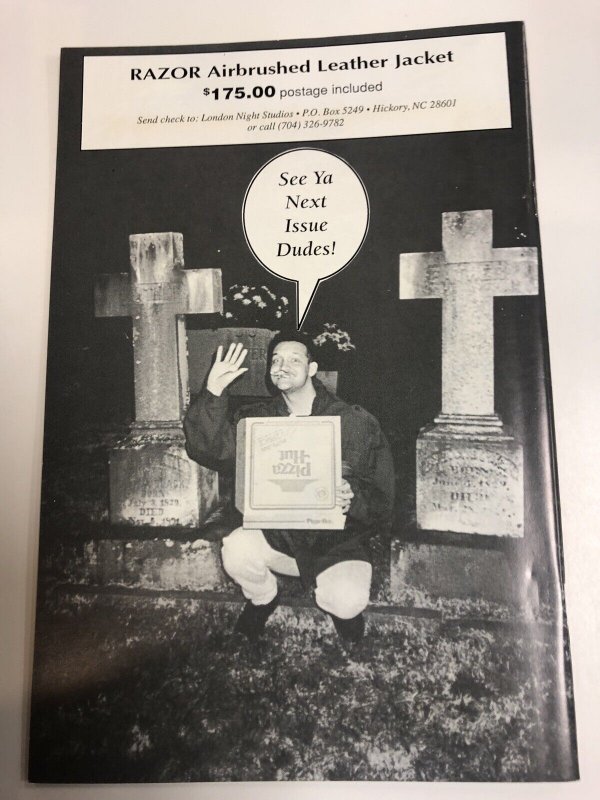 RAZOR Airbrushed Leather Jacket
$175.00 postage included
Send check to: London Night Studios • P.O. Box 5249 • Hickory, NC 28601
or call (704) 326-9782
See Ya
Next
Issue
Dudes!
Pizza
Hut
DIED
DIED